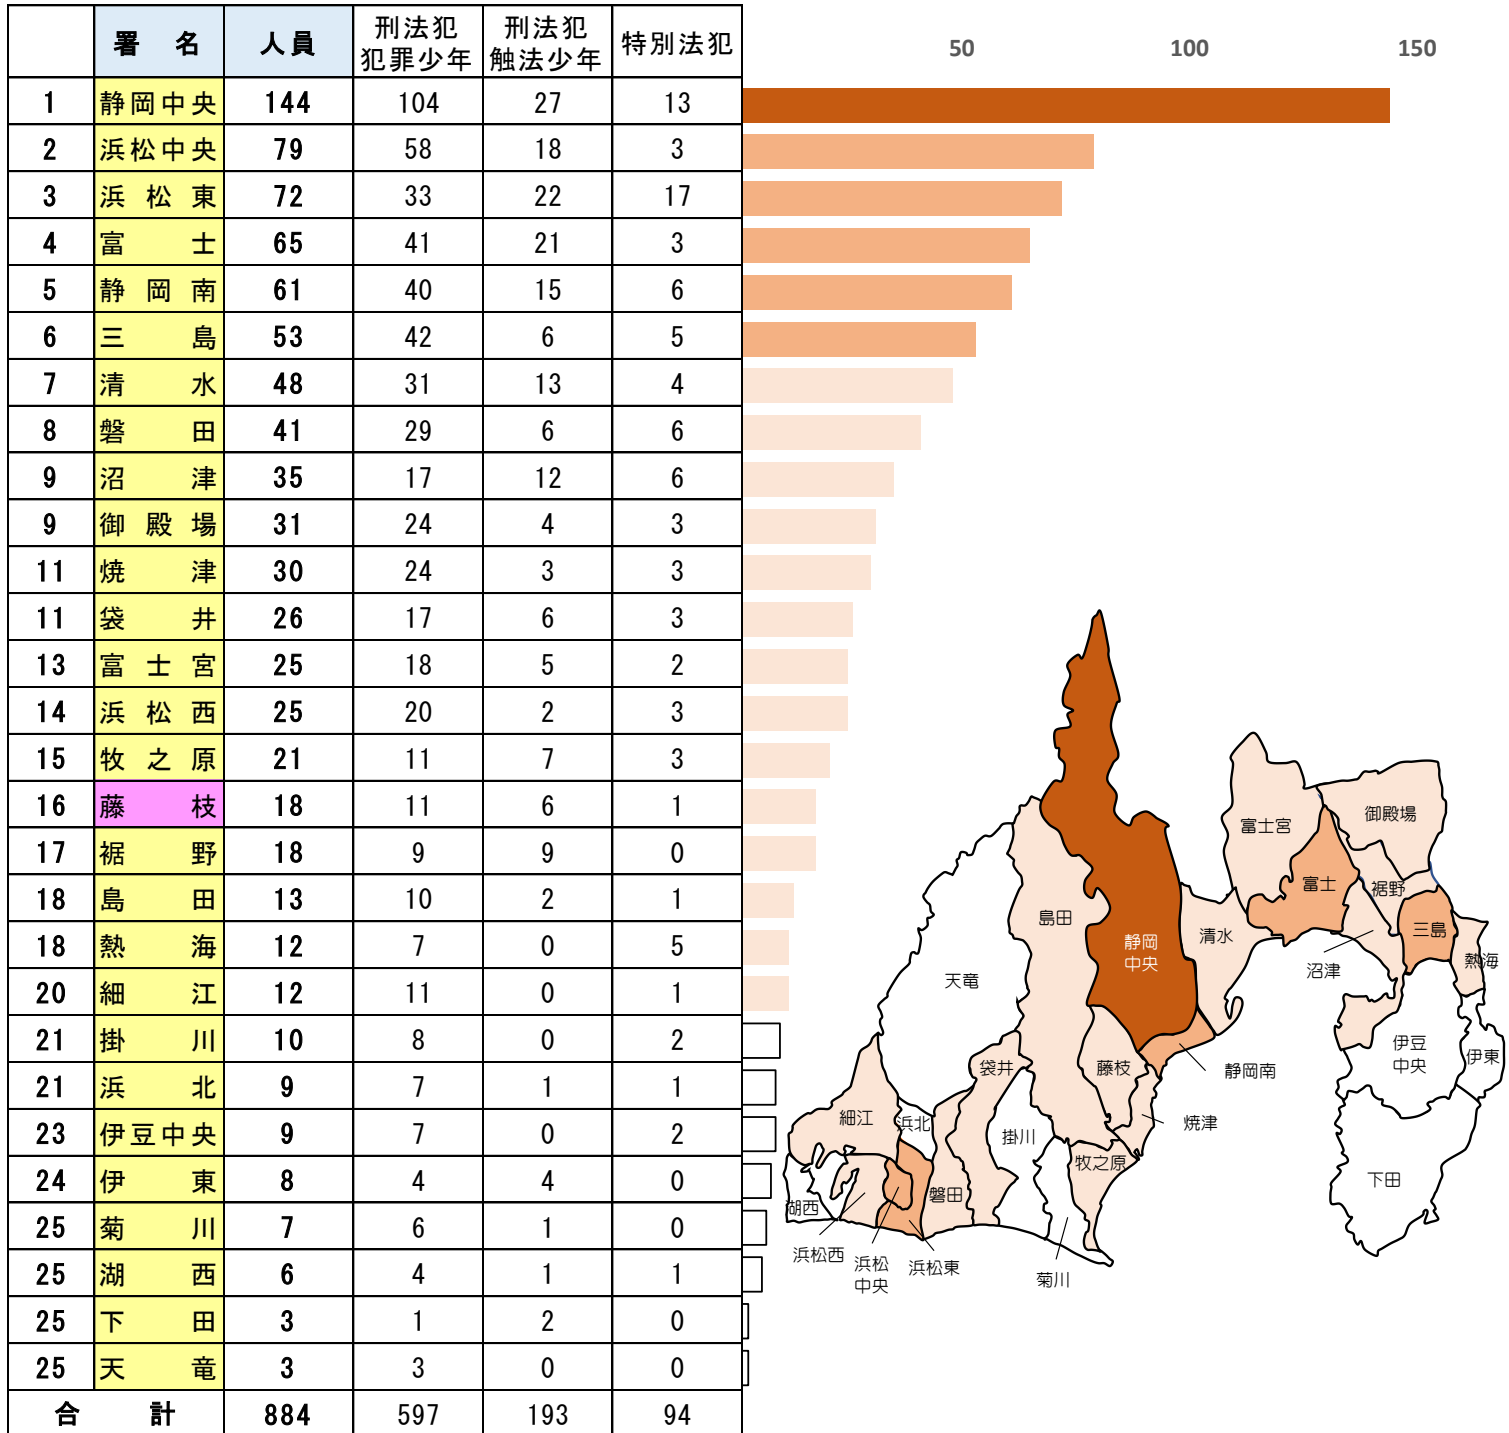 署名 人員 刑法犯犯罪少年 刑法犯触法少年 特別法犯
50 100 150
1 静岡中央 144 104 27 13
2 浜松中央 79 58 18 3
3 浜松東 72 33 22 17
4 富士 65 41 21 3
5 静岡南 61 40 15 6
6 三島 53 42 6 5
7 清水 48 31 13 4
8 磐田 41 29 6 6
9 沼津 35 17 12 6
9 御殿場 31 24 4 3
11 焼津 30 24 3 3
11 袋井 26 17 6 3
13 富士宮 25 18 5 2
14 浜松西 25 20 2 3
15 牧之原 21 11 7 3
16 藤枝 18 11 6 1
17 裾野 18 9 9 0
18 島田 13 10 2 1
18 熱海 12 7 0 5
20 細江 12 11 0 1
21 掛川 10 8 0 2
21 浜北 9 7 1 1
23 伊豆中央 9 7 0 2
24 伊東 8 4 4 0
25 菊川 7 6 1 0
25 湖西 6 4 1 1
25 下田 3 1 2 0
25 天竜 3 3 0 0
合計 884 597 193 94
御殿場
富士宮
富士
裾野
島田
三島
清水
静岡
中央
熱海
沼津
天竜
伊豆
中央
伊東
袋井
藤枝
静岡南
細江
浜北
掛川
焼津
牧之原
下田
磐田
湖西
浜松西
浜松
中央
浜松東
菊川